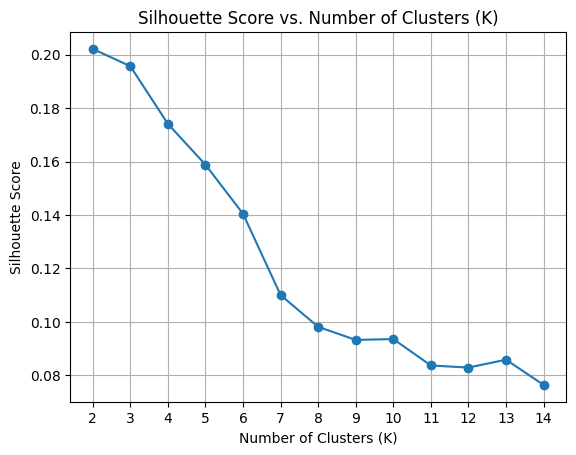 Silhouette Score vs. Number of Clusters (K)
0.20
0.18
0.16
0.14
0.12
0.10
0.08
Silhouette Score
2 3 4 5 6 7 8 9 10 11 12 13 14
Number of Clusters (K)